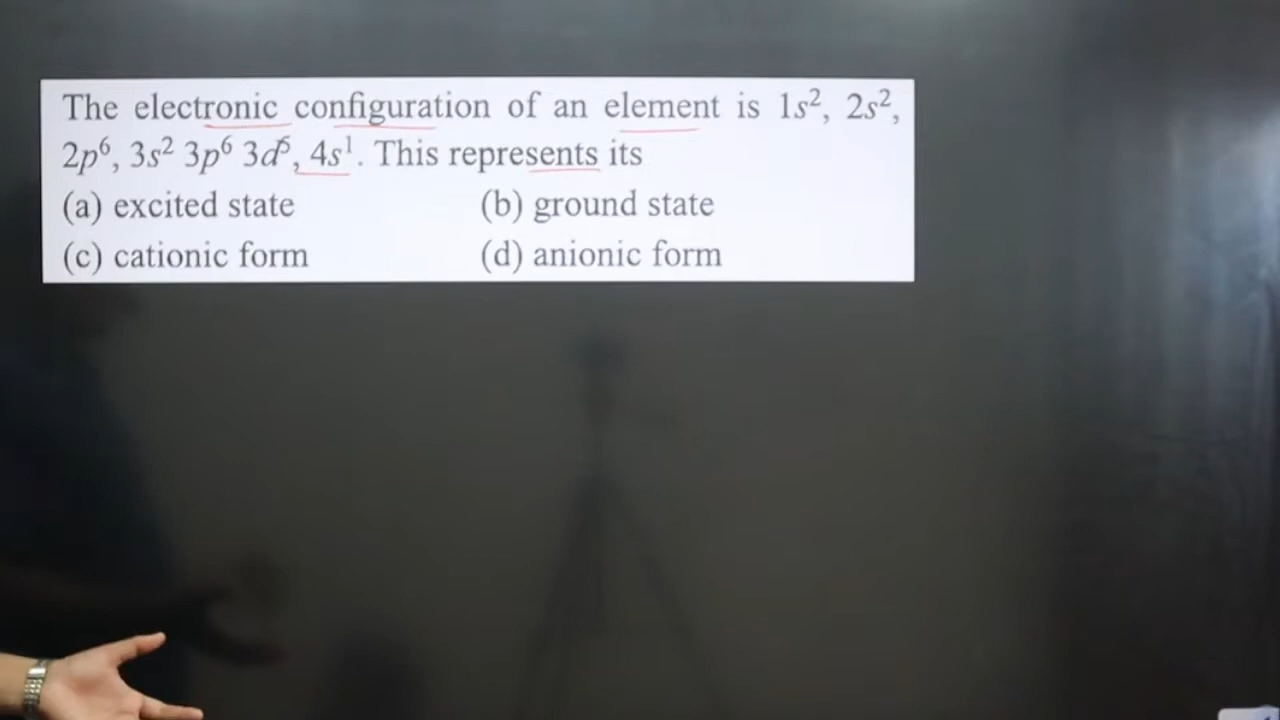 The electronic configuration of an element is 1s², 2s²,
2p⁶, 3s² 3p⁶ 3d⁵, 4s¹. This represents its
(a) excited state (b) ground state
(c) cationic form (d) anionic form